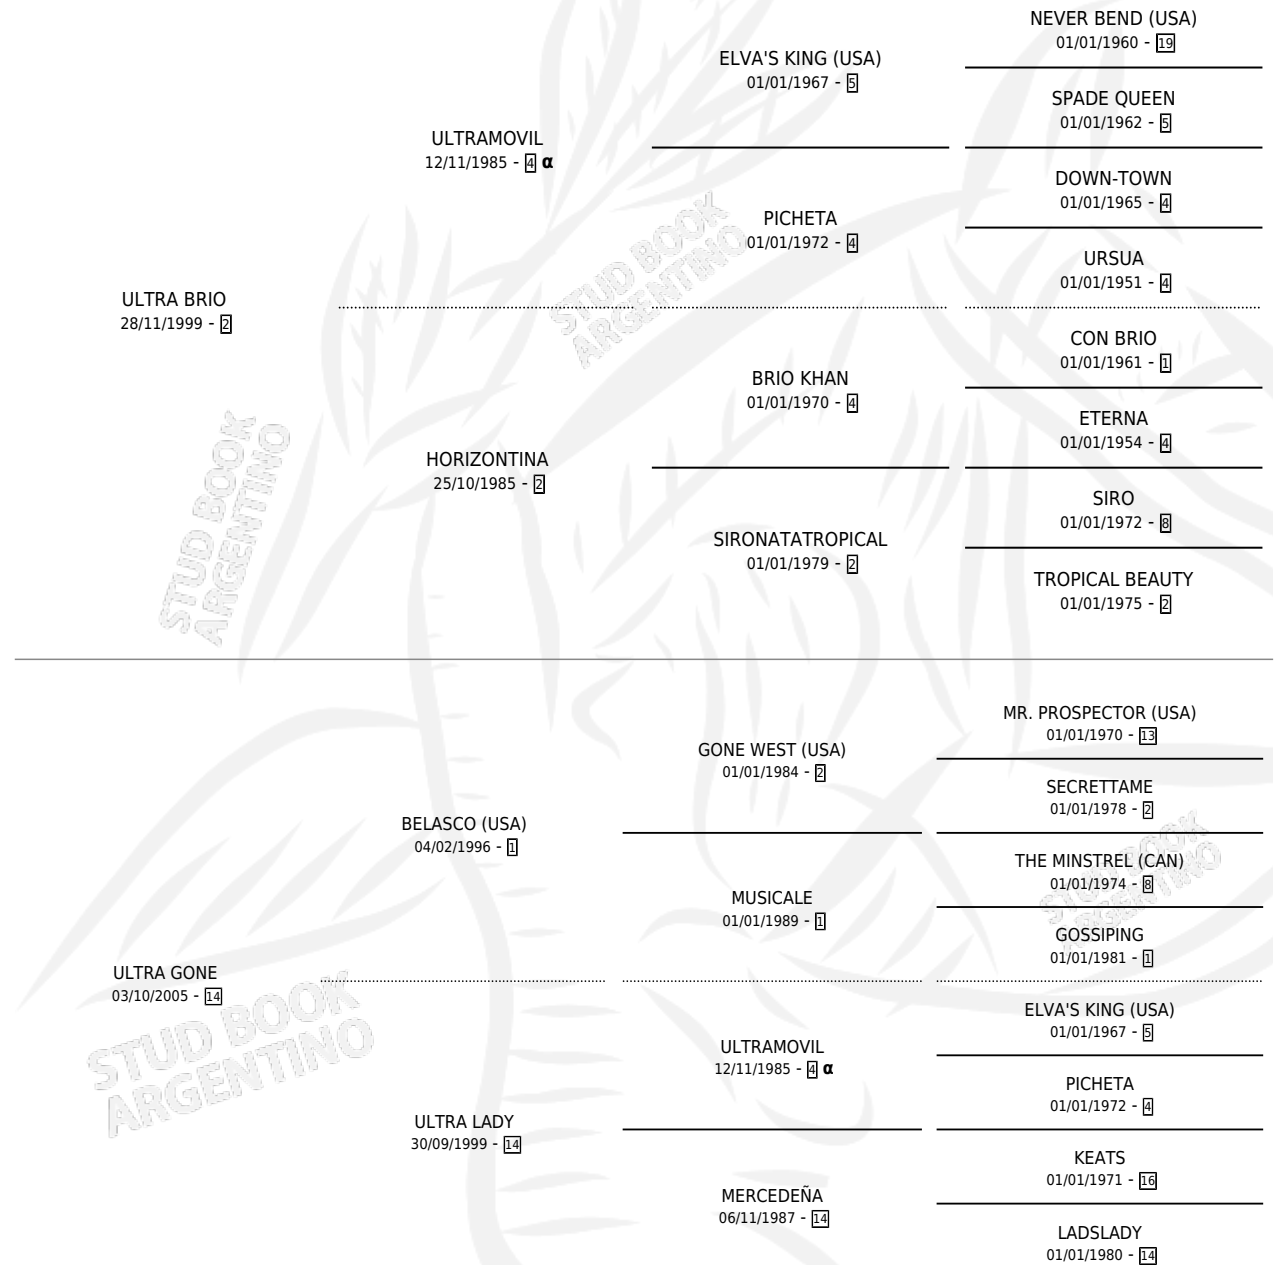 NEVER BEND (USA)
01/01/1960 - 19
ELVA'S KING (USA)
01/01/1967 - 5
SPADE QUEEN
01/01/1962 - 5
ULTRAMOVIL
12/11/1985 - 4 α
DOWN-TOWN
01/01/1965 - 4
PICHETA
01/01/1972 - 4
URSUA
01/01/1951 - 4
STUD BOOK
ARGENTINO
ULTRA BRIO
28/11/1999 - 2
CON BRIO
01/01/1961 - 1
BRIO KHAN
01/01/1970 - 4
ETERNA
01/01/1954 - 4
HORIZONTINA
25/10/1985 - 2
SIRO
01/01/1972 - 8
SIRONATATROPICAL
01/01/1979 - 2
TROPICAL BEAUTY
01/01/1975 - 2
STUD BOOK
ARGENTINO
MR. PROSPECTOR (USA)
01/01/1970 - 13
GONE WEST (USA)
01/01/1984 - 2
SECRETTAME
01/01/1978 - 2
BELASCO (USA)
04/02/1996 - 1
THE MINSTREL (CAN)
01/01/1974 - 8
MUSICALE
01/01/1989 - 1
GOSSIPING
01/01/1981 - 1
STUD BOOK
ARGENTINO
ULTRA GONE
03/10/2005 - 14
ELVA'S KING (USA)
01/01/1967 - 5
ULTRAMOVIL
12/11/1985 - 4 α
PICHETA
01/01/1972 - 4
ULTRA LADY
30/09/1999 - 14
KEATS
01/01/1971 - 16
MERCEDEÑA
06/11/1987 - 14
LADSLADY
01/01/1980 - 14
STUD BOOK
ARGENTINO